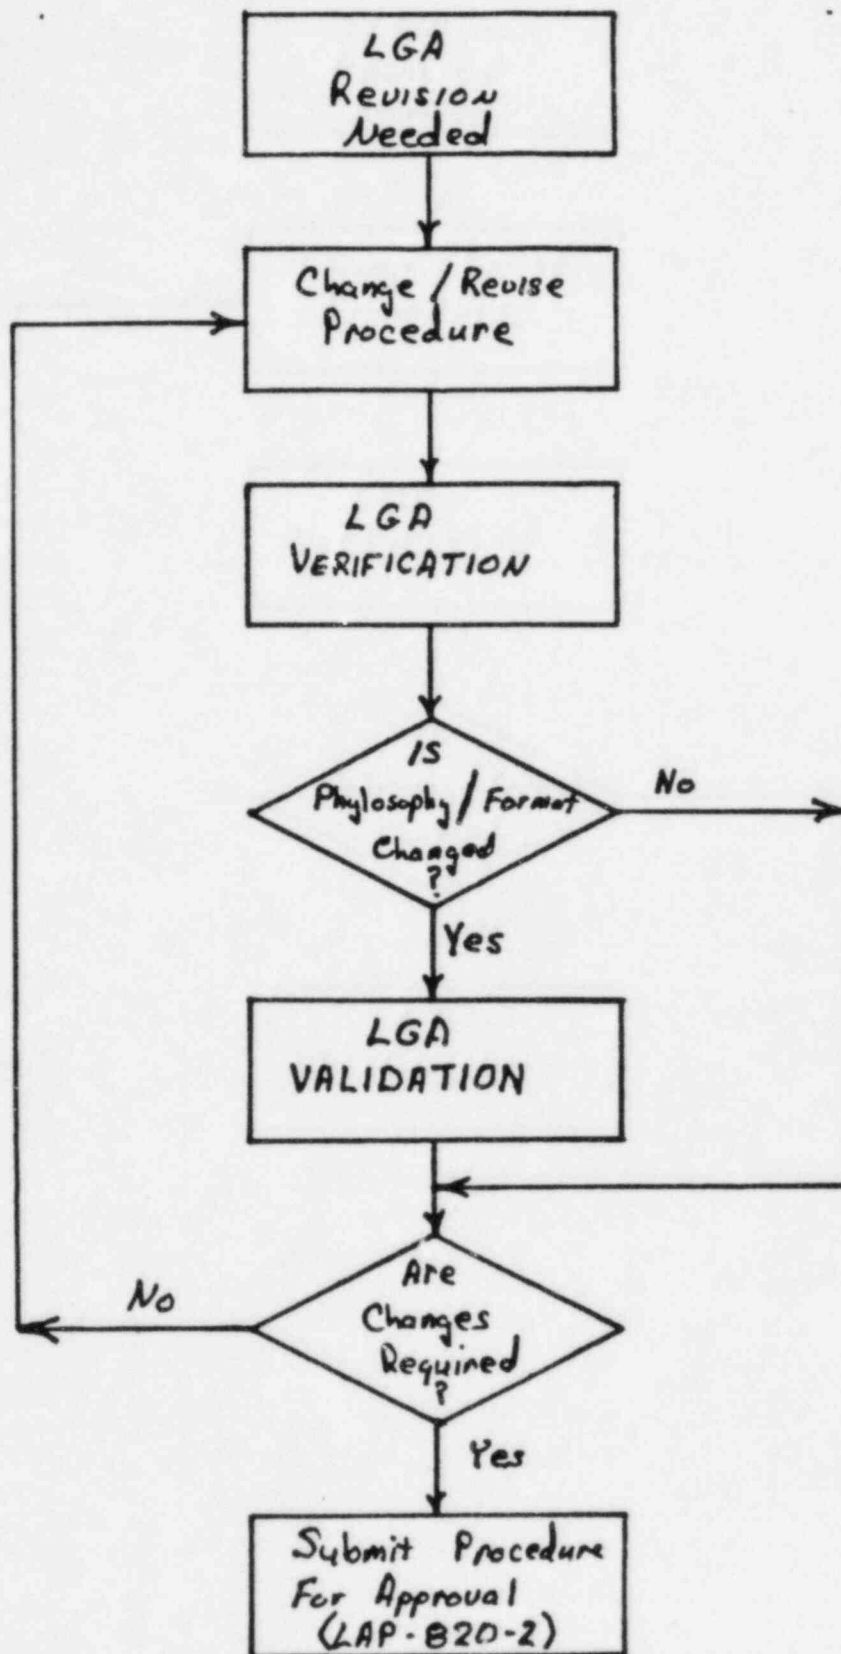 LGA
Revision
Needed
Change / Revise
Procedure
LGA
VERIFICATION
IS
Phylosophy / Format
Changed
?
No
Yes
LGA
VALIDATION
Are
Changes
Required
?
No
Yes
Submit Procedure
For Approval
(LAP-820-2)